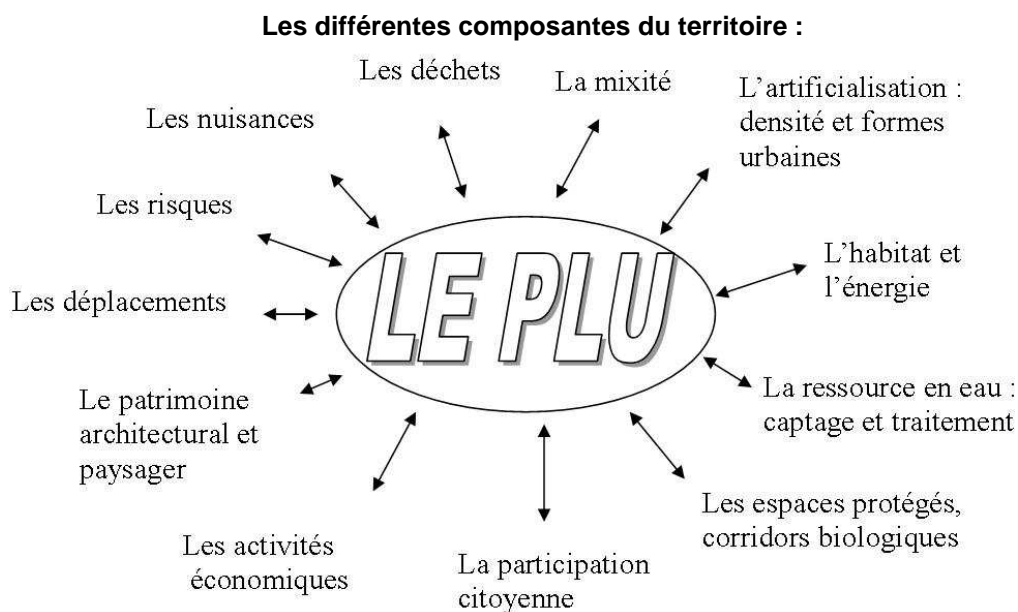 Les différentes composantes du territoire :
Les déchets
La mixité
L'artificialisation :
densité et formes
urbaines
Les nuisances
Les risques
L'habitat et
l'énergie
Les déplacements
LE PLU
La ressource en eau :
captage et traitement
Le patrimoine
architectural et
paysager
Les espaces protégés,
corridors biologiques
Les activités
économiques
La participation
citoyenne